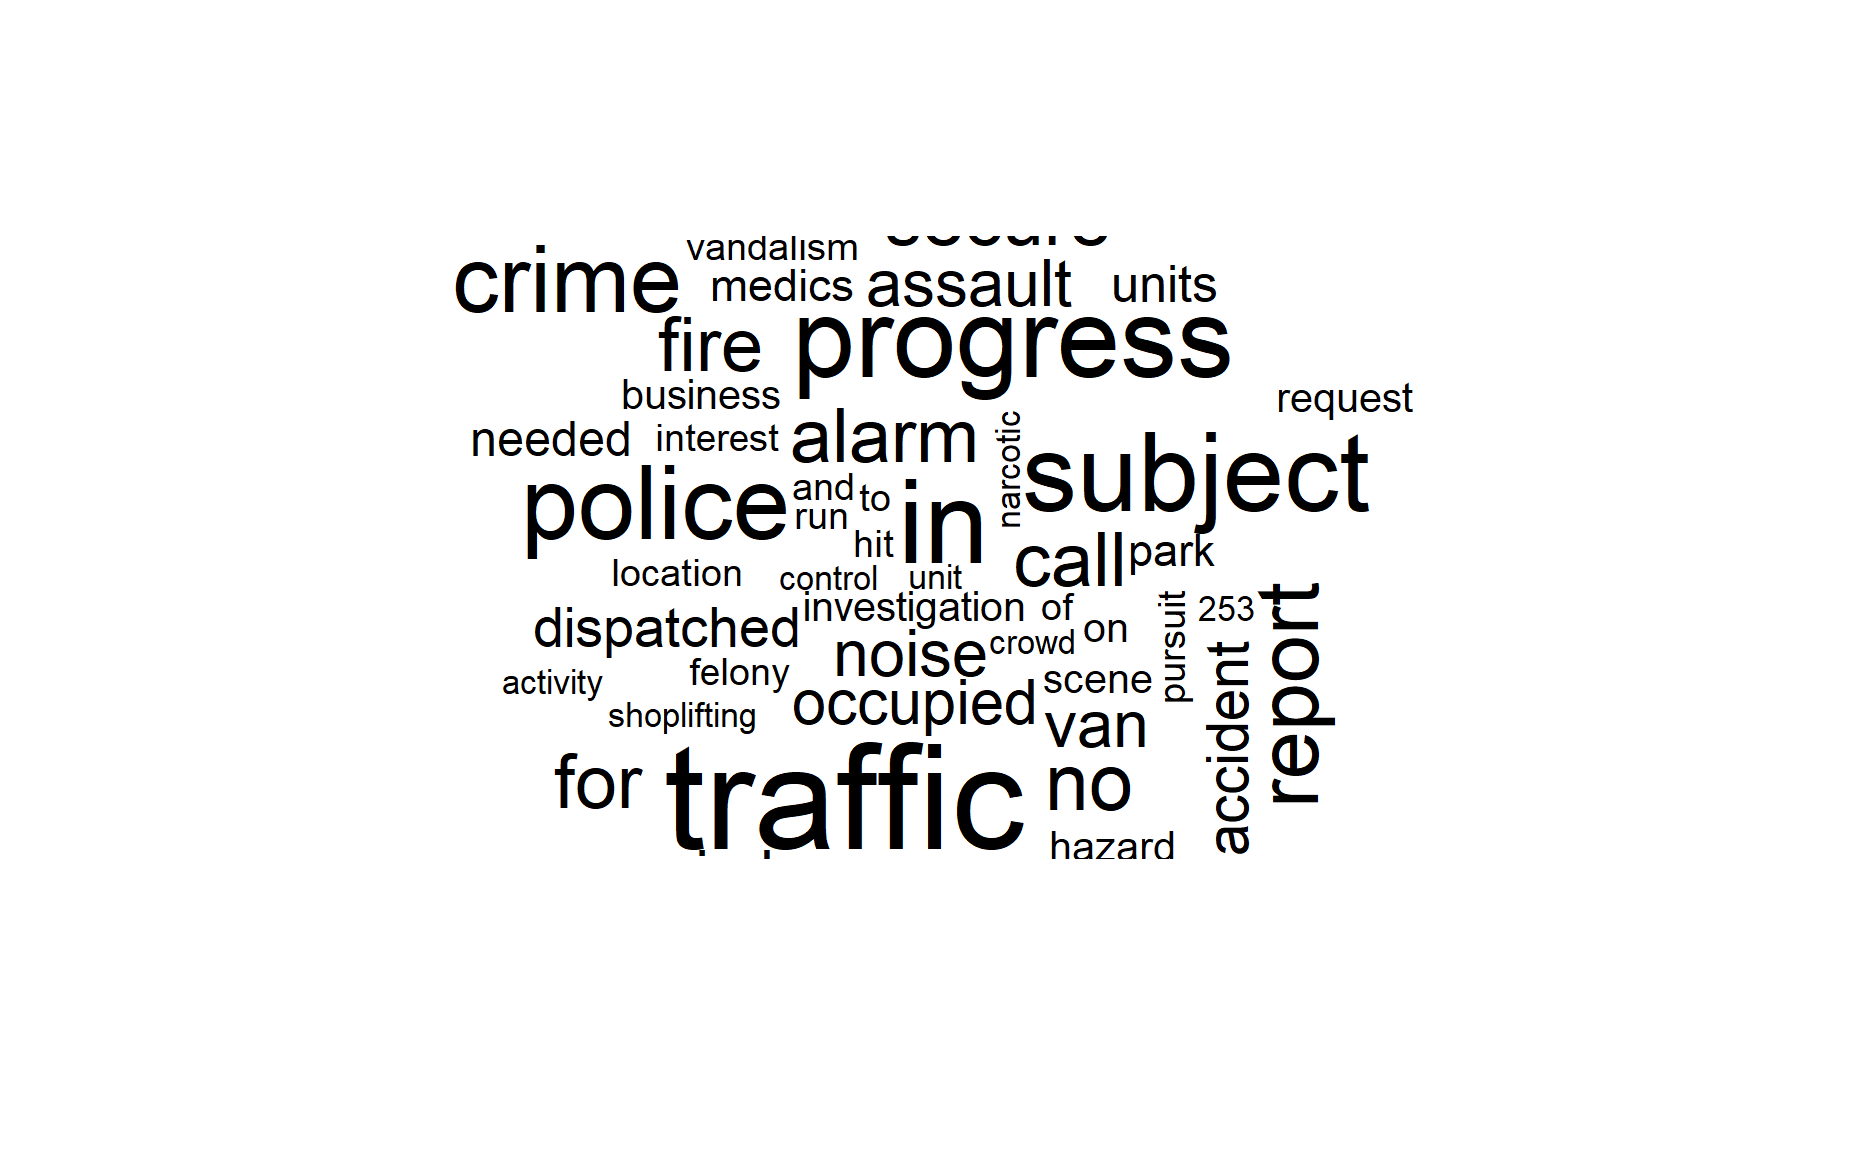 vandalism
crime
medics
assault
units
fire
progress
business
request
needed
interest
alarm
narcotic
subject
police
and
to
in
run
hit
call
park
location
control
unit
investigation
of
253
pursuit
report
dispatched
noise
crowd
on
activity
felony
scene
accident
shoplifting
occupied
van
for
traffic
no
hazard